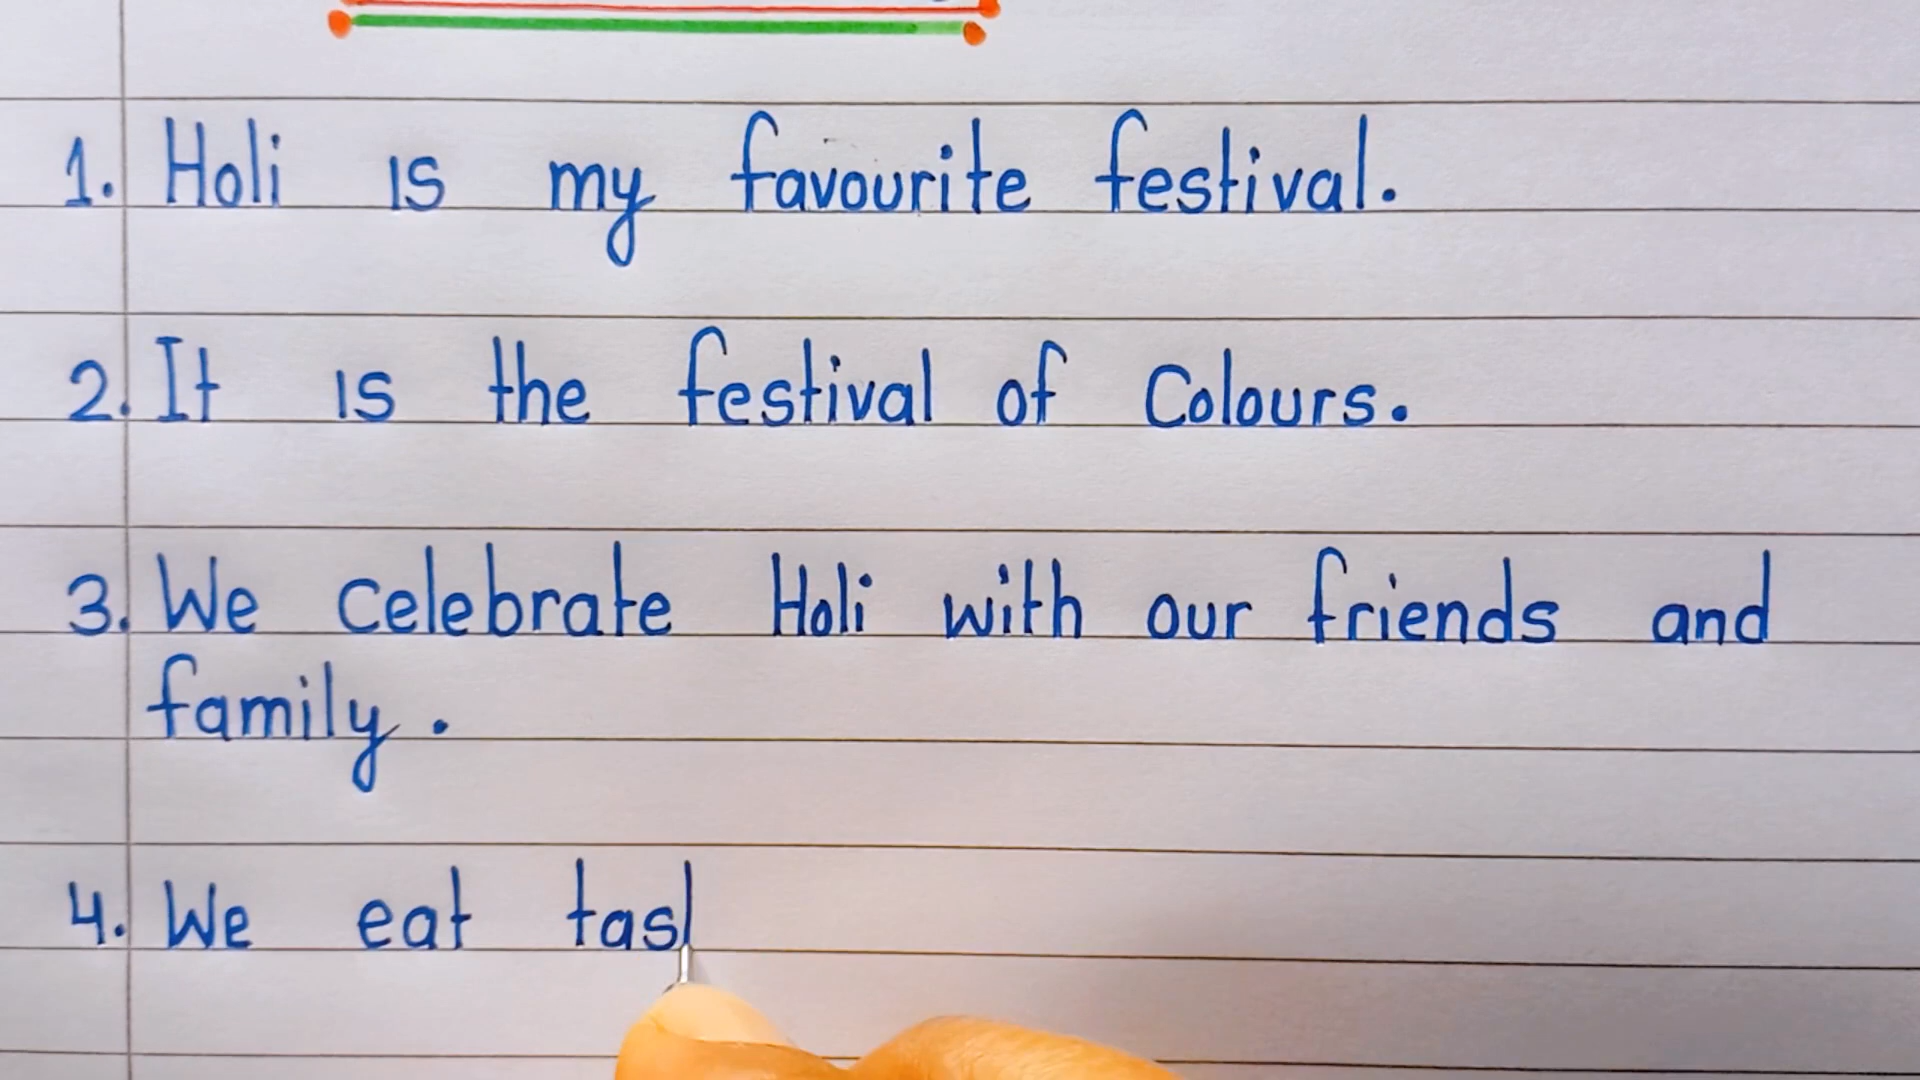 1. Holi is my favourite festival.
2. It is the festival of Colours.
3. We celebrate Holi with our friends and
family.
4. We eat